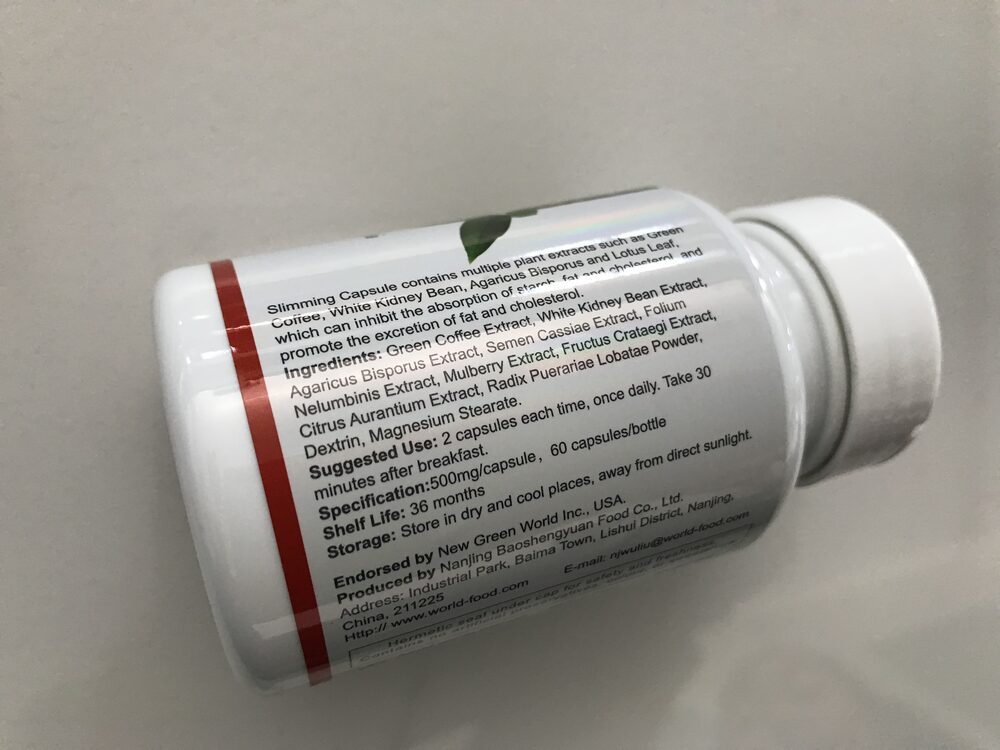 Slimming Capsule contains multiple plant extracts such as Green
Coffee, White Kidney Bean, Agaricus Bisporus and Lotus Leaf,
which can inhibit the absorption of starch, fat and cholesterol, and
promote the excretion of fat and cholesterol.
Ingredients: Green Coffee Extract, White Kidney Bean Extract,
Agaricus Bisporus Extract, Semen Cassiae Extract, Folium
Nelumbinis Extract, Mulberry Extract, Fructus Crataegi Extract,
Citrus Aurantium Extract, Radix Puerariae Lobatae Powder,
Dextrin, Magnesium Stearate.
Suggested Use: 2 capsules each time, once daily. Take 30
minutes after breakfast.
Specification:500mg/capsule，60 capsules/bottle
Shelf Life: 36 months
Storage: Store in dry and cool places, away from direct sunlight.
Endorsed by New Green World Inc., USA.
Produced by Nanjing Baoshengyuan Food Co., Ltd.
Address: Industrial Park, Baima Town, Lishui District, Nanjing.
China, 211225
Http:// www.world-food.com E-mail: njwuliu@world-food.com
Hermetic seal under cap for safety and freshness
Contains no artificial preservatives,